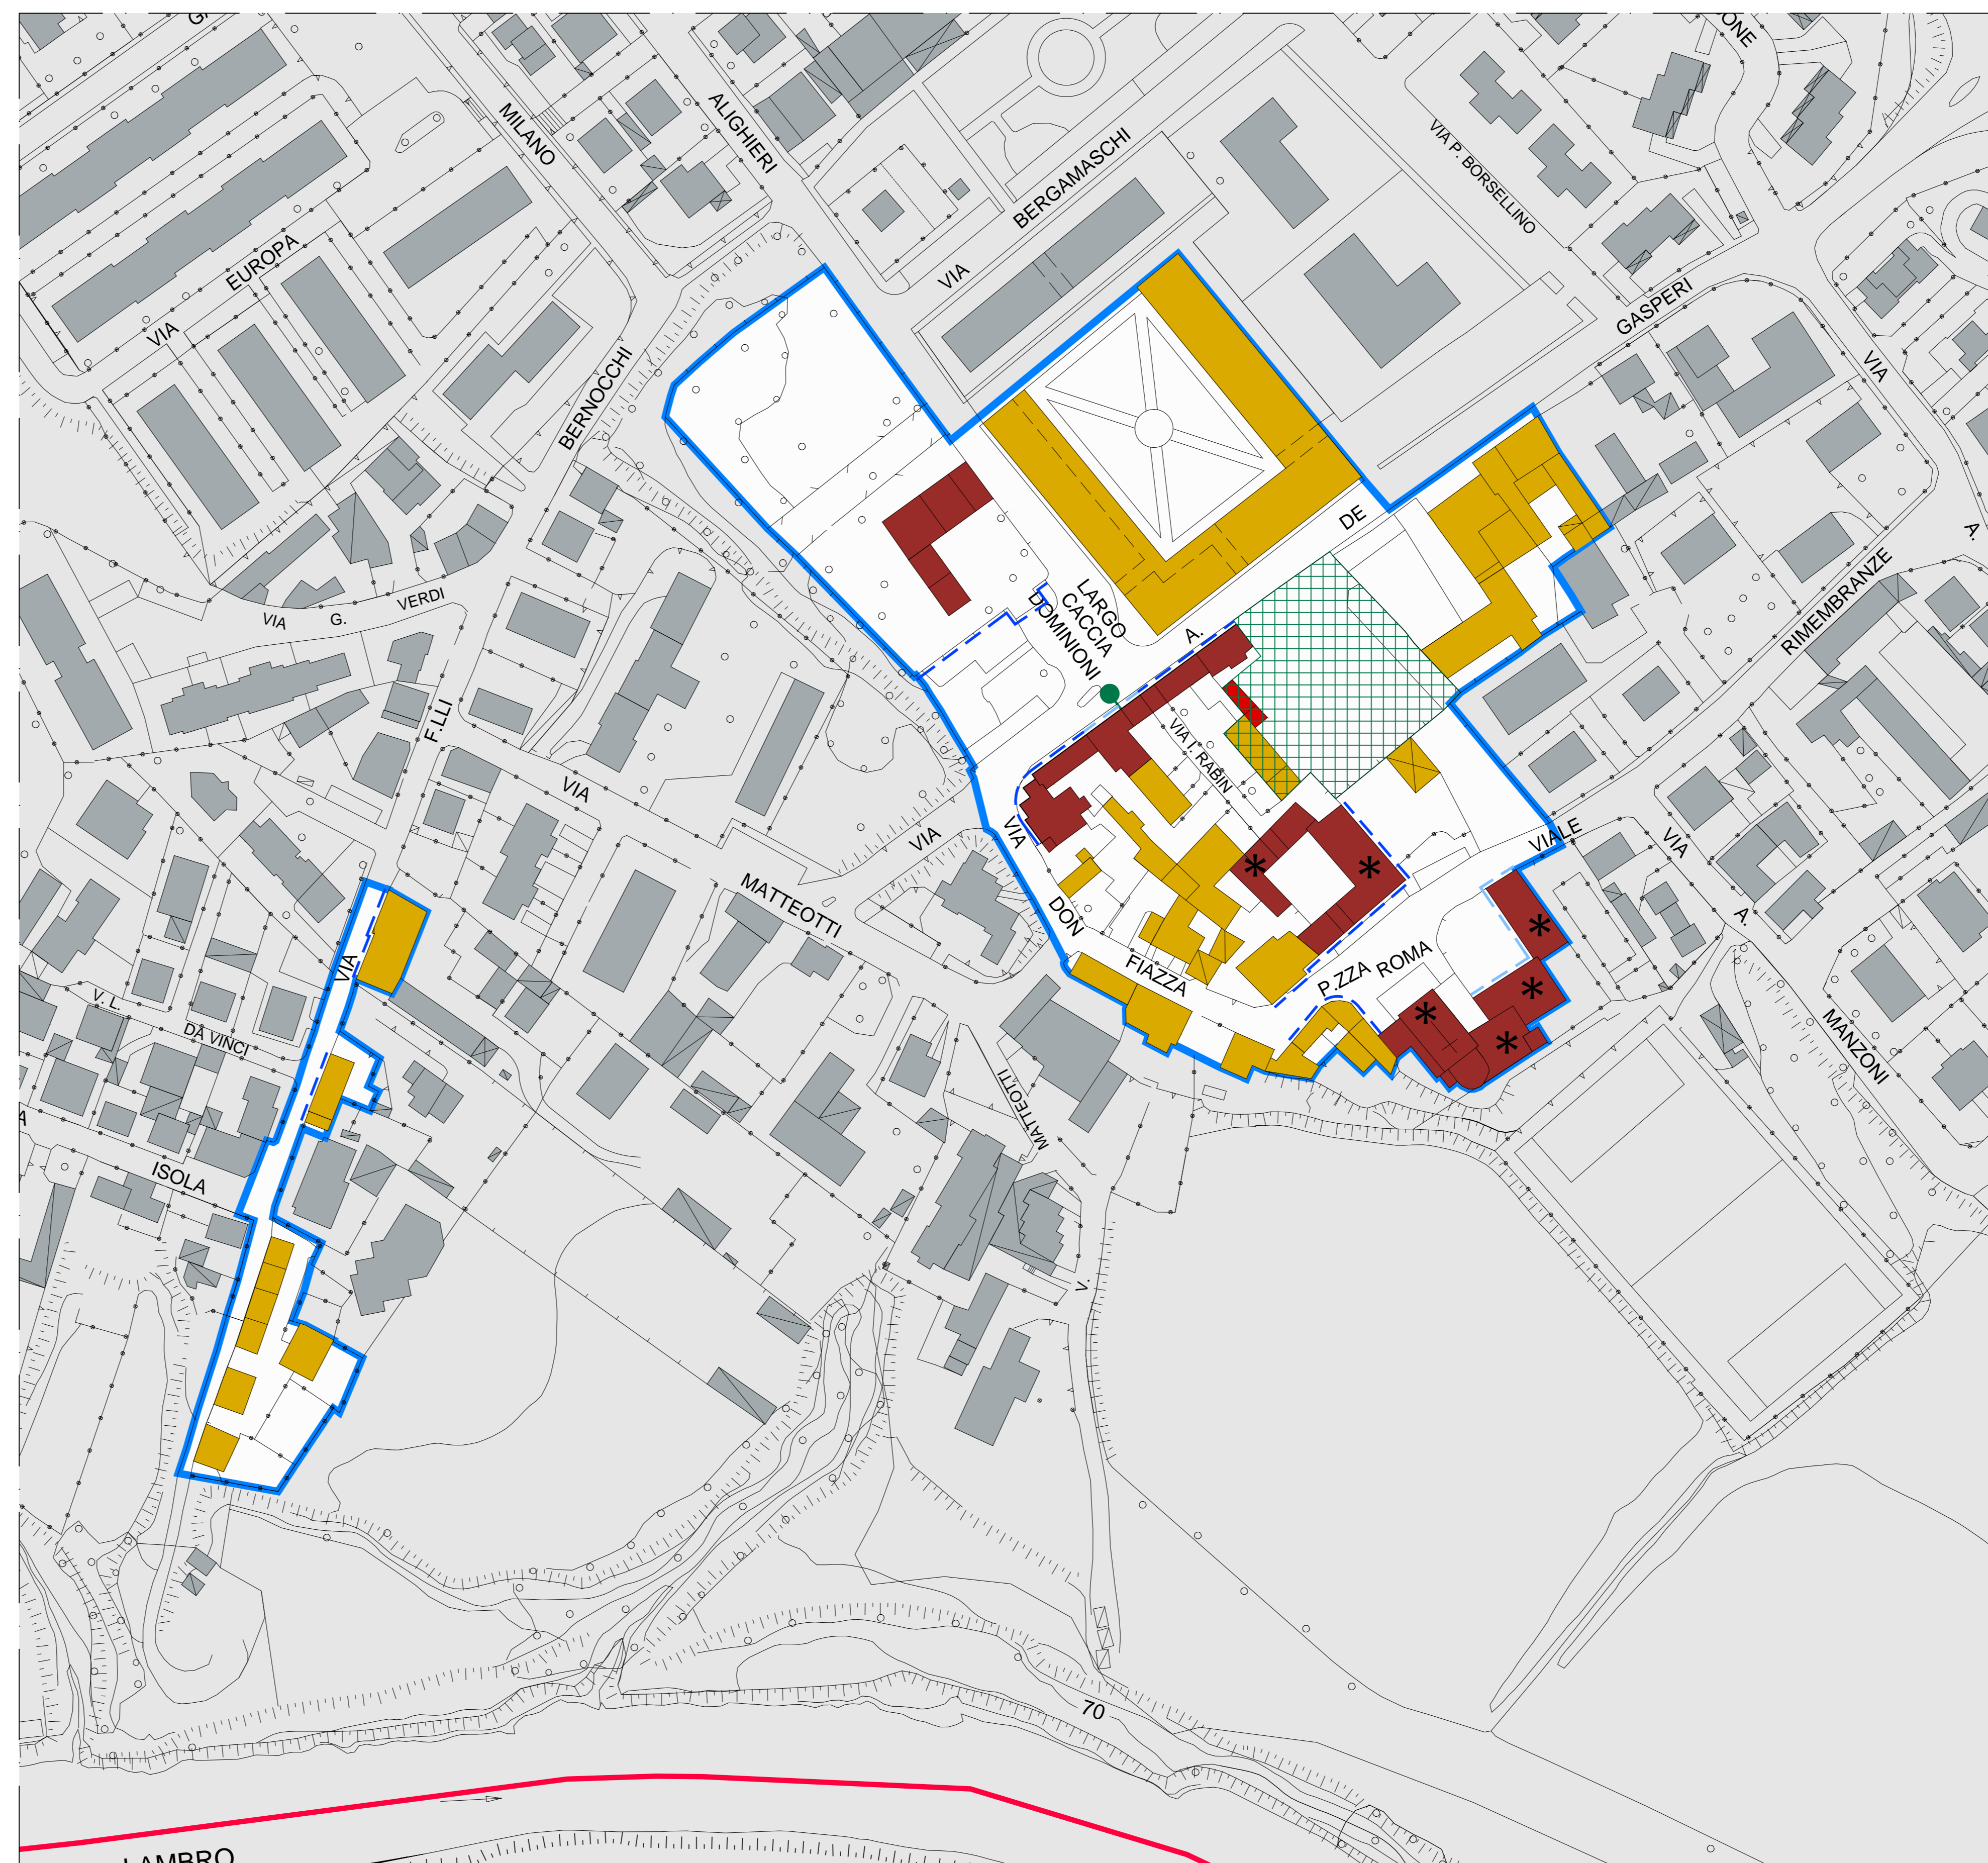 MILANO
ALIGHIERI
VIA BERGAMASCHI
VIA P. BORSELLINO
VIA EUROPA
GASPERI
VIA
A.
BERNOCCHI
DE
RIMEMBRANZE
LARGO
CACCIA
DOMINIONI
A.
VIA G. VERDI
F.LLI
VIA I. RABIN
VIA
VIA
VIA
VIALE
VIA
MATTEOTTI
DON
A.
FIAZZA
P.ZZA ROMA
VIA
V. L.
DA VINCI
MANZONI
MATTEOTTI
A
ISOLA
V.
70
LAMBRO